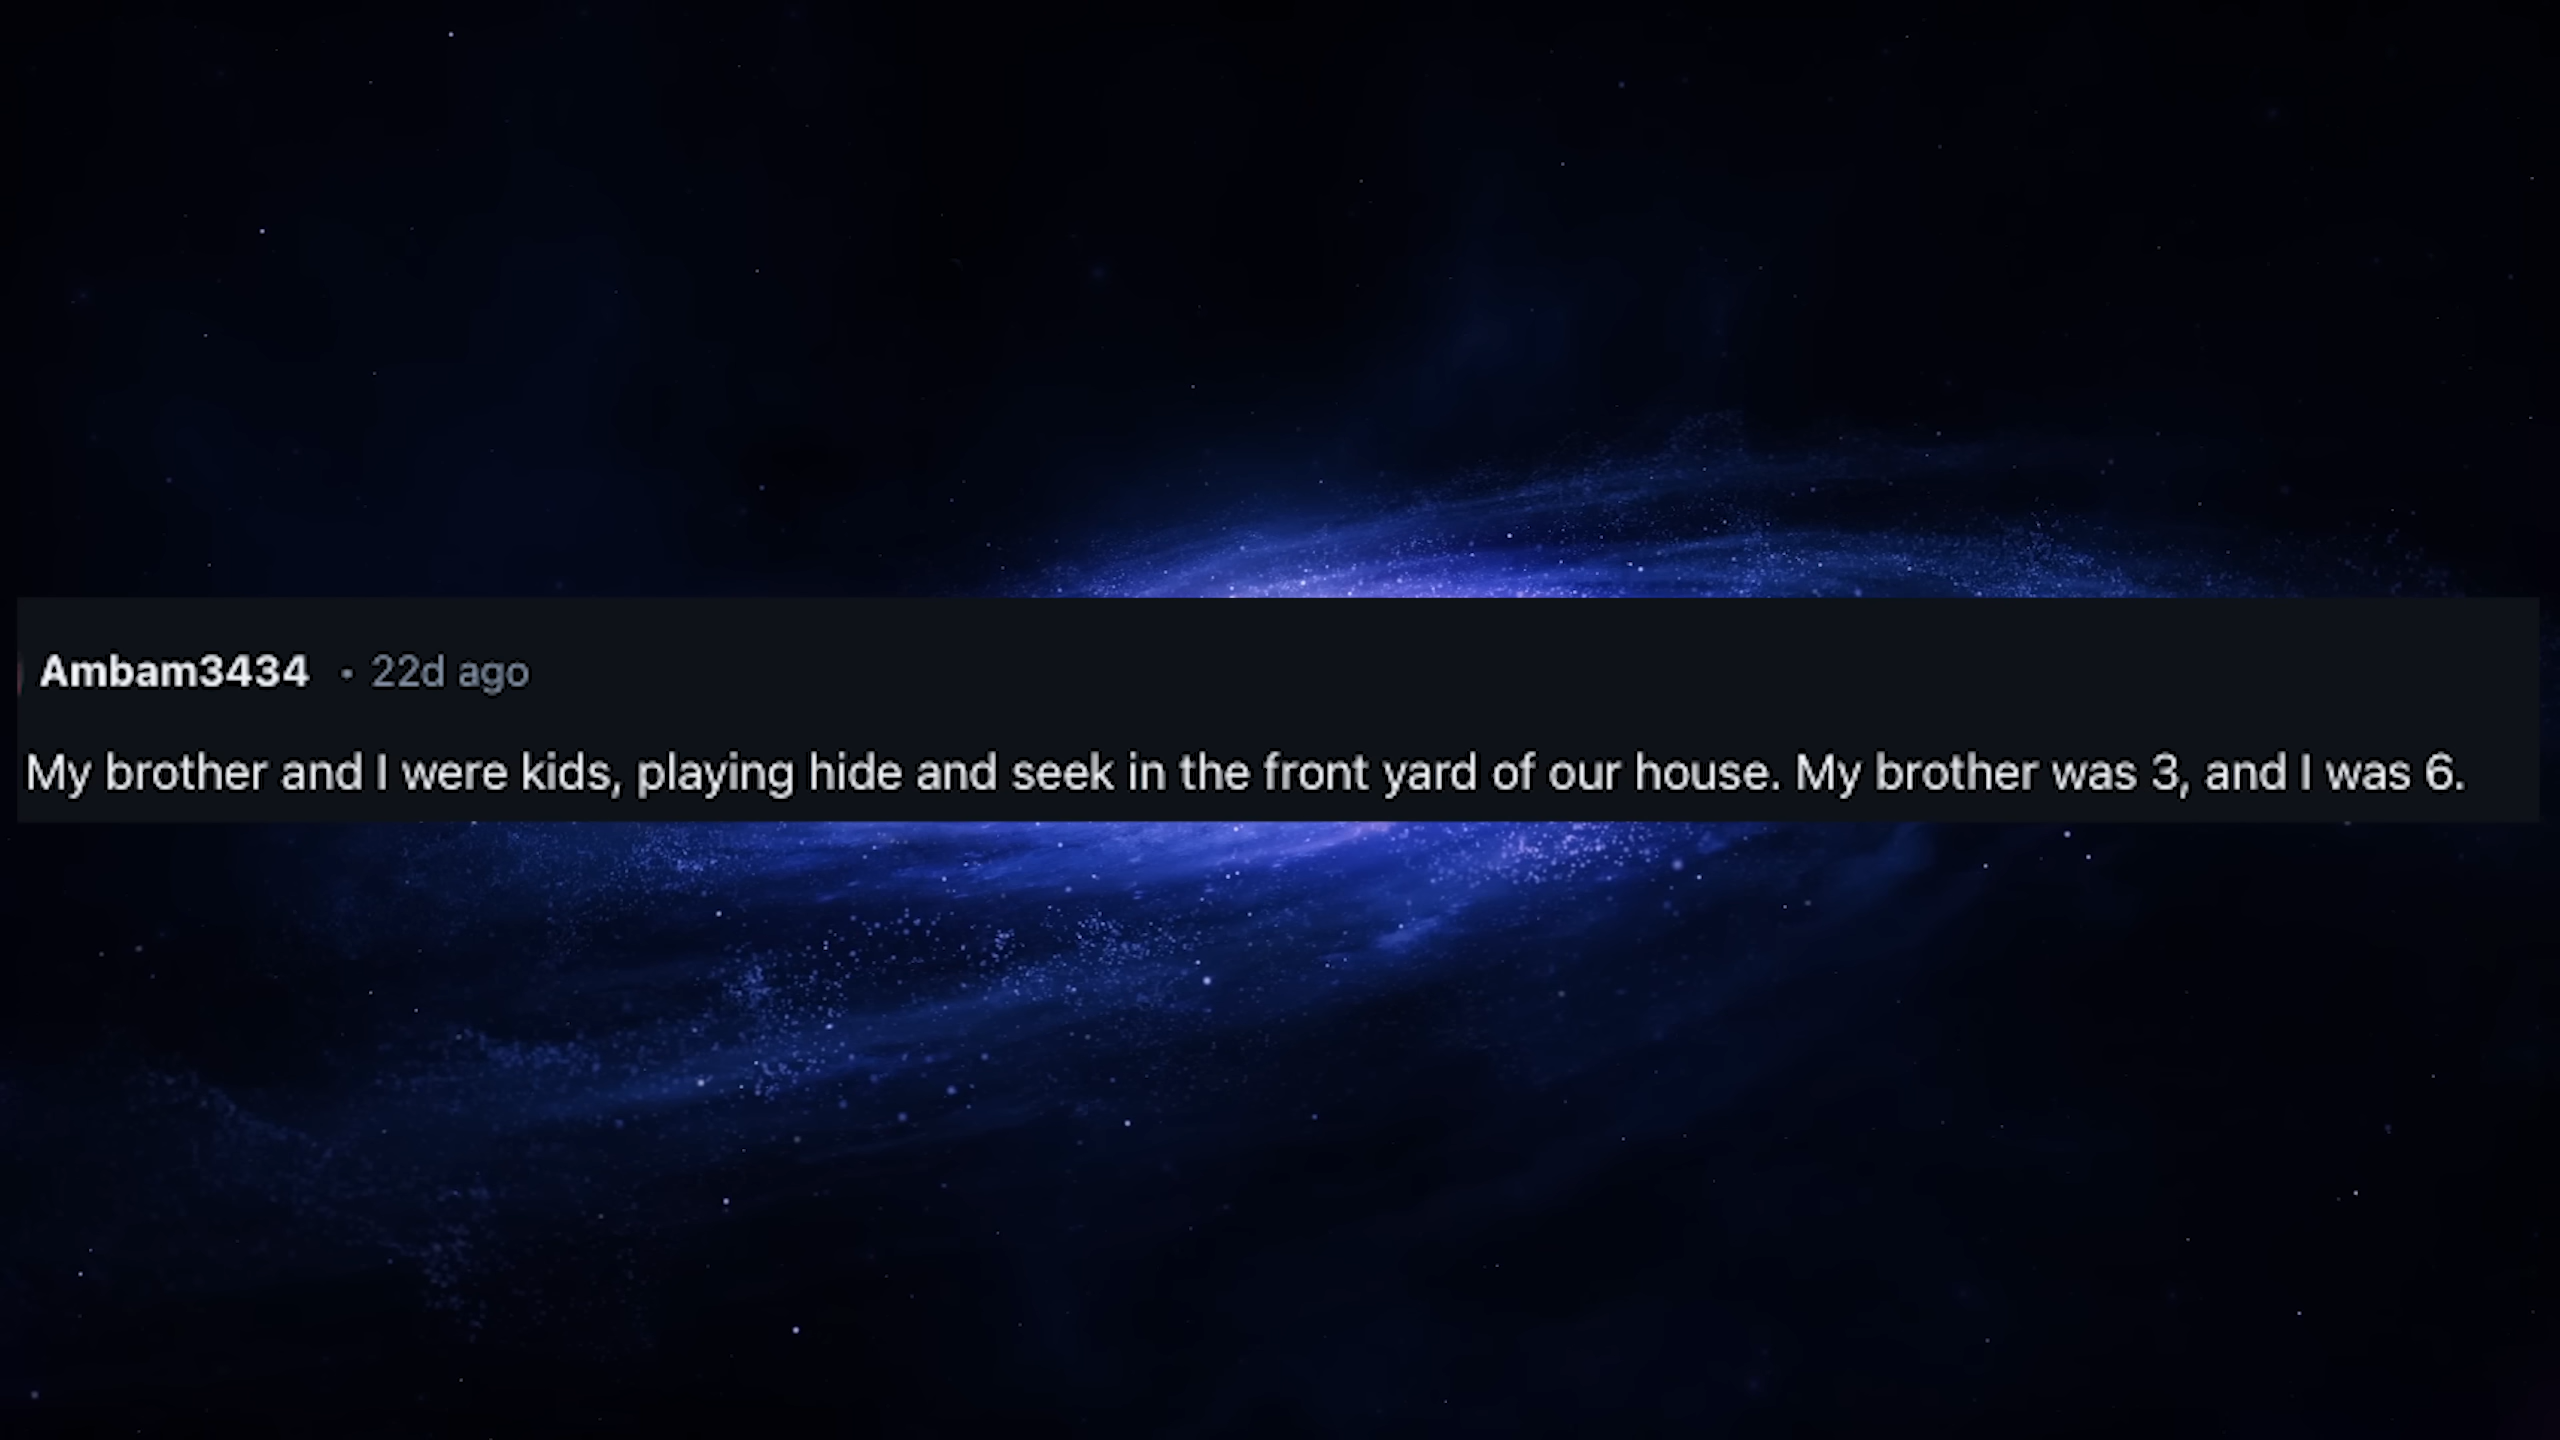 Ambam3434 • 22d ago
My brother and I were kids, playing hide and seek in the front yard of our house. My brother was 3, and I was 6.